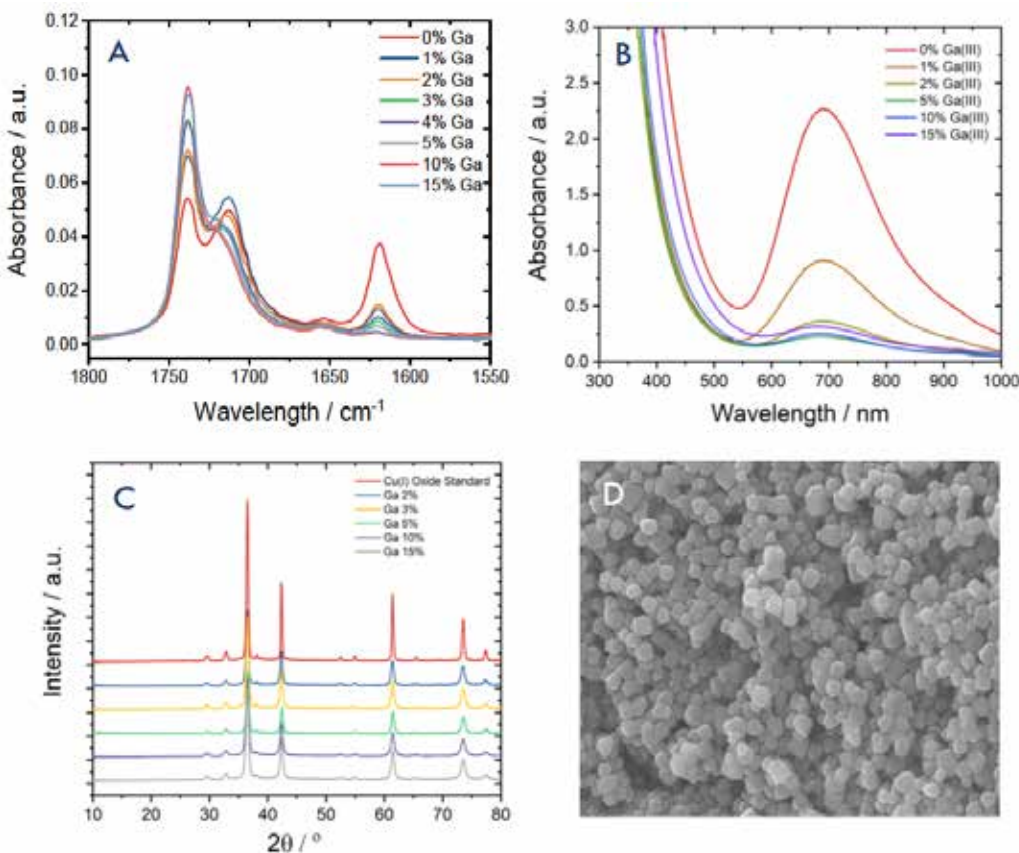 A
0% Ga
1% Ga
2% Ga
3% Ga
4% Ga
5% Ga
10% Ga
15% Ga
Absorbance / a.u.
0.12
0.10
0.08
0.06
0.04
0.02
0.00
1800 1750 1700 1650 1600 1550
Wavelength / cm⁻¹
B
0% Ga(III)
1% Ga(III)
2% Ga(III)
5% Ga(III)
10% Ga(III)
15% Ga(III)
Absorbance / a.u.
3.0
2.5
2.0
1.5
1.0
0.5
0.0
300 400 500 600 700 800 900 1000
Wavelength / nm
C
Cu(I) Oxide Standard
Ga 2%
Ga 3%
Ga 5%
Ga 10%
Ga 15%
Intensity / a.u.
10 20 30 40 50 60 70 80
2θ / °
D